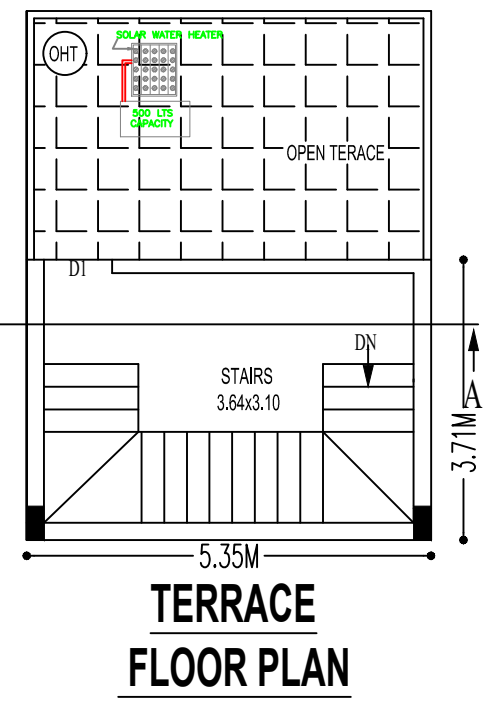 SOLAR WATER HEATER
OHT
500 LTS
CAPACITY
OPEN TERACE
D1
DN
STAIRS
3.64x3.10
A
3.71M
5.35M
TERRACE
FLOOR PLAN